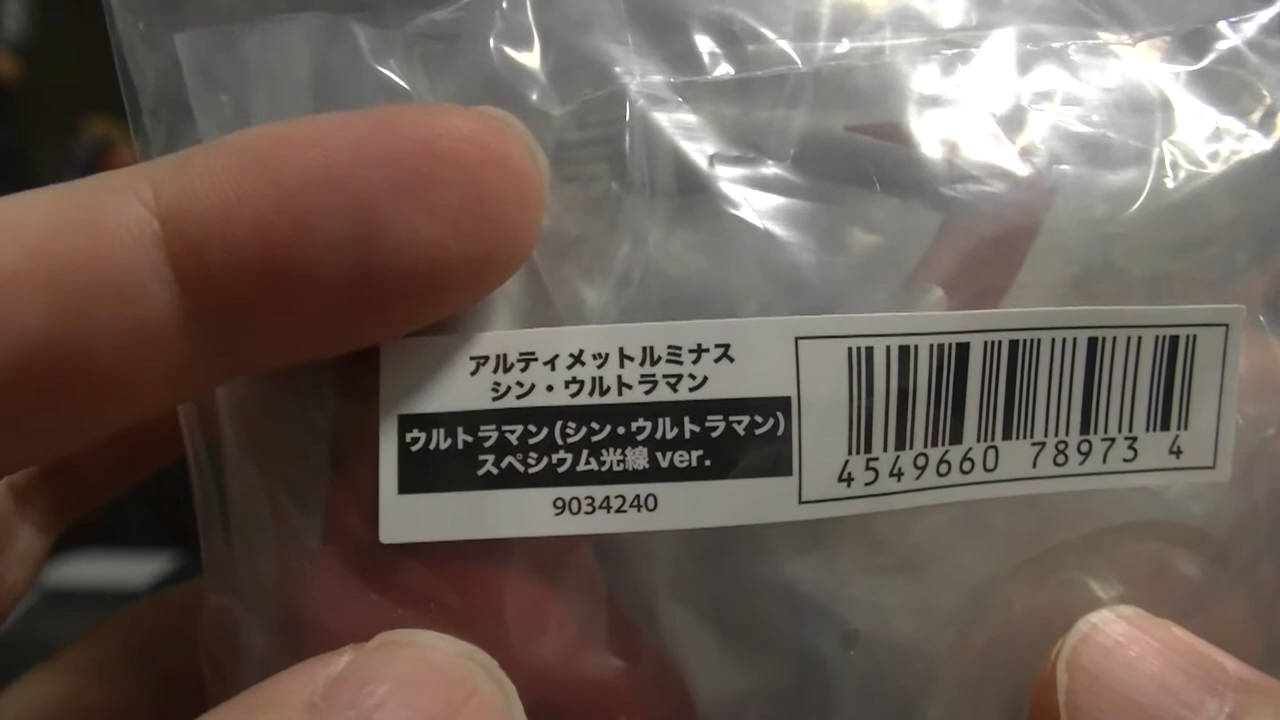 アルティメットルミナス
シン・ウルトラマン
ウルトラマン(シン・ウルトラマン)
スペシウム光線 ver.
9034240
4549660 78973 4